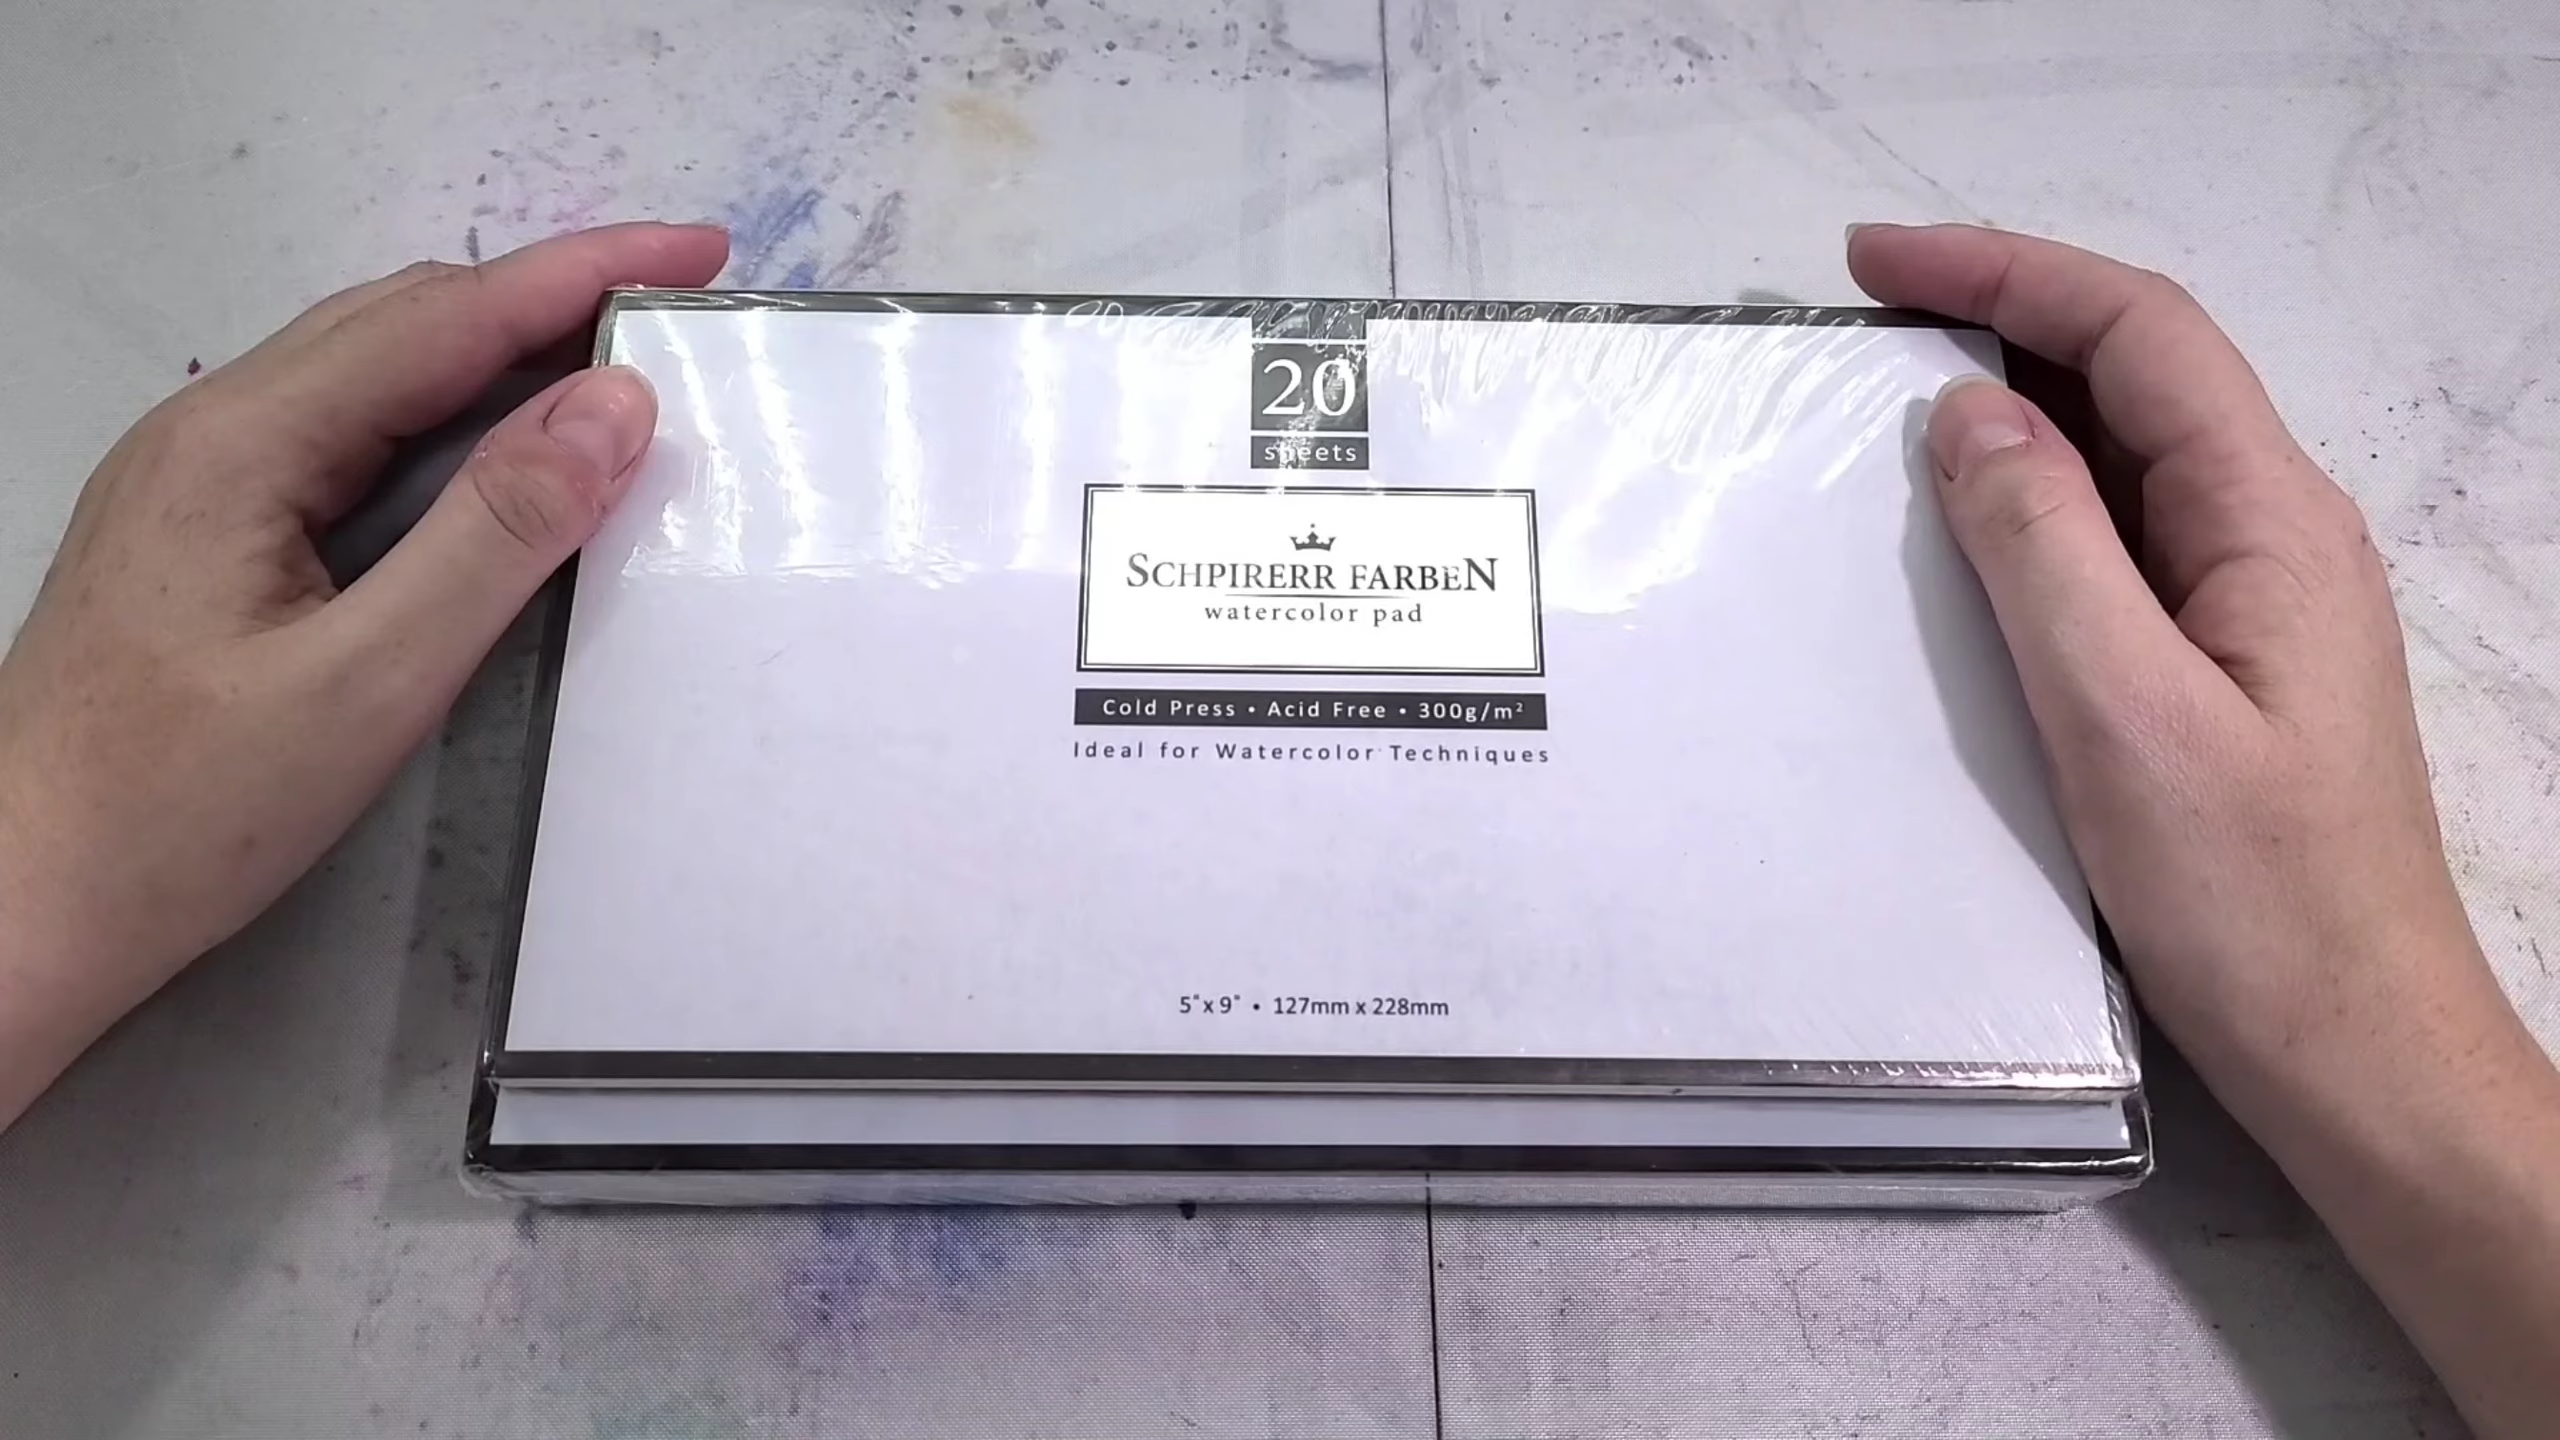 20
sheets
SCHPIRERR FARBEN
watercolor pad
Cold Press • Acid Free • 300g/m²
Ideal for Watercolor Techniques
5"x 9" • 127mm x 228mm